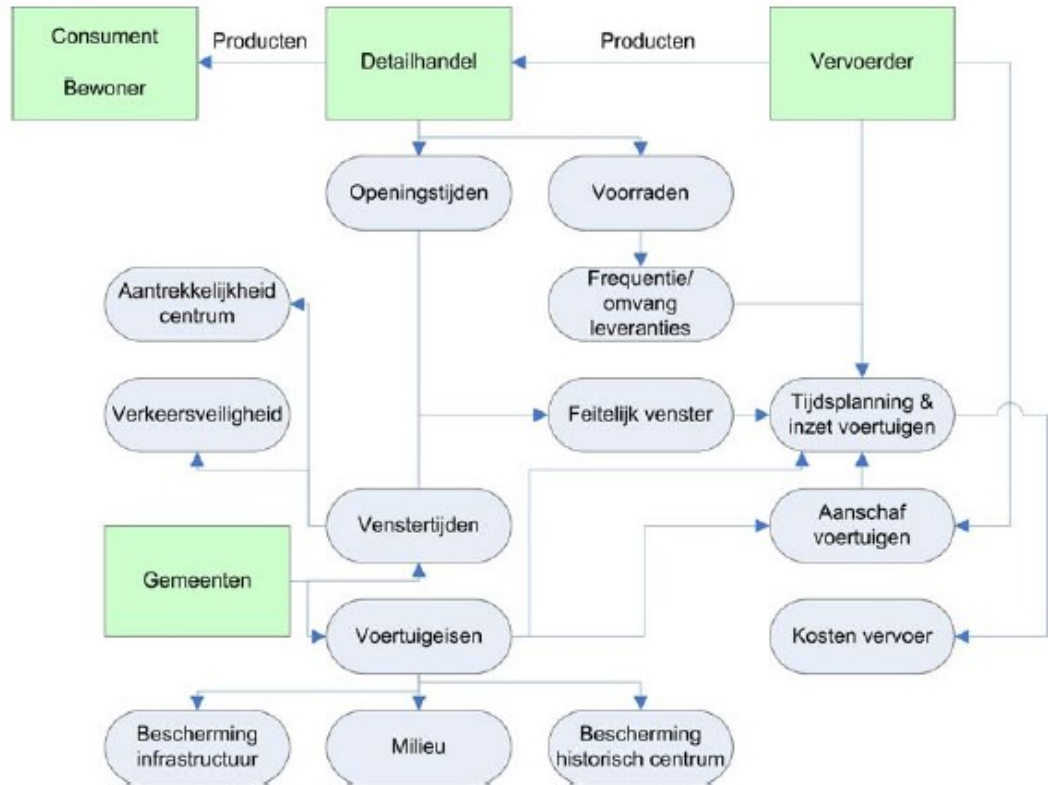 Consument
Bewoner
Producten
Detailhandel
Producten
Vervoerder
Openingstijden
Voorraden
Aantrekkelijkheid
centrum
Frequentie/
omvang
leveranties
Verkeersveiligheid
Feitelijk venster
Tijdsplanning &
inzet voertuigen
Venstertijden
Aanschaf
voertuigen
Gemeenten
Voertuigeisen
Kosten vervoer
Bescherming
infrastructuur
Milieu
Bescherming
historisch centrum